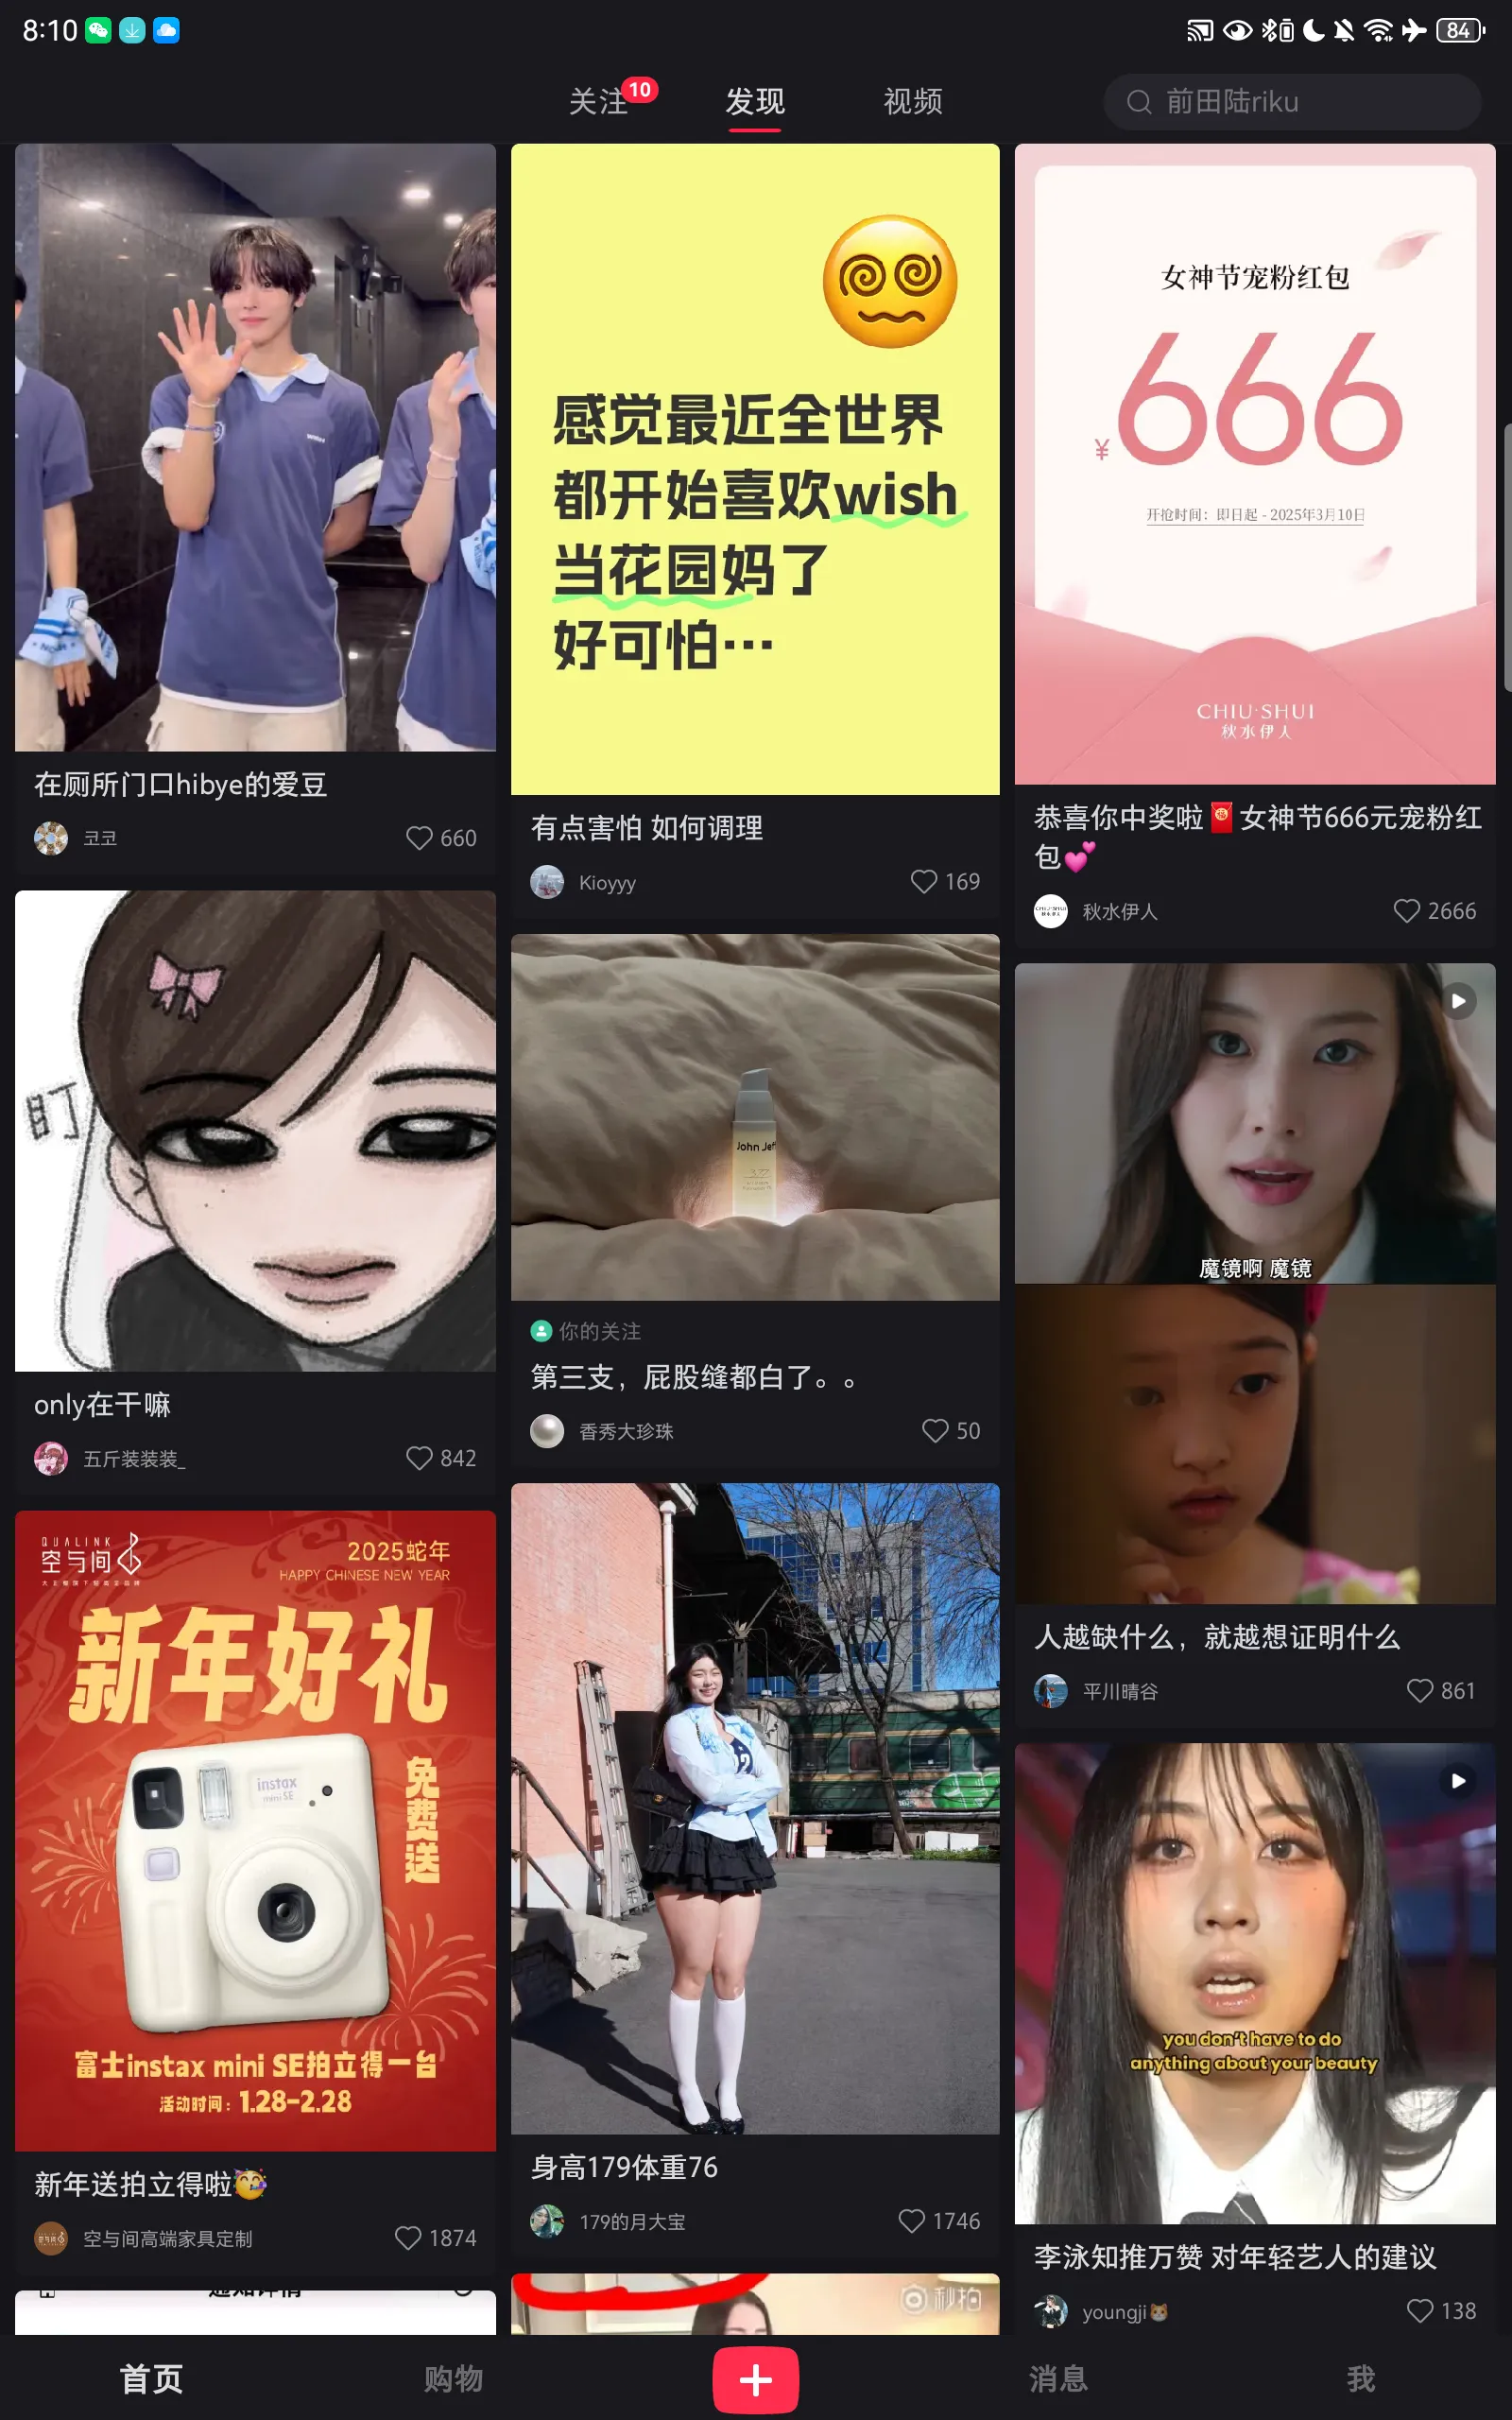 8:10
84
关注
10
发现
视频
前田陆riku
在厕所门口hibye的爱豆
코코
660
感觉最近全世界
都开始喜欢wish
当花园妈了
好可怕…
有点害怕 如何调理
Kioyyy
169
女神节宠粉红包
¥666
开抢时间：即日起 - 2025年3月10日
CHIU·SHUI
秋水伊人
恭喜你中奖啦🧧女神节666元宠粉红
包💕
秋水伊人
2666
盯
only在干嘛
五斤装装装_
842
John Jeff
你的关注
第三支，屁股缝都白了。。
香秀大珍珠
50
魔镜啊 魔镜
人越缺什么，就越想证明什么
平川晴谷
861
QUALINK
空与间
2025蛇年
HAPPY CHINESE NEW YEAR
新年好礼
免费送
instax
mini SE
富士instax mini SE拍立得一台
活动时间：1.28-2.28
新年送拍立得啦🥳
空与间高端家具定制
1874
身高179体重76
179的月大宝
1746
you don't have to do
anything about your beauty
李泳知推万赞 对年轻艺人的建议
youngji🐱
138
通知详情
秒拍
首页
购物
消息
我